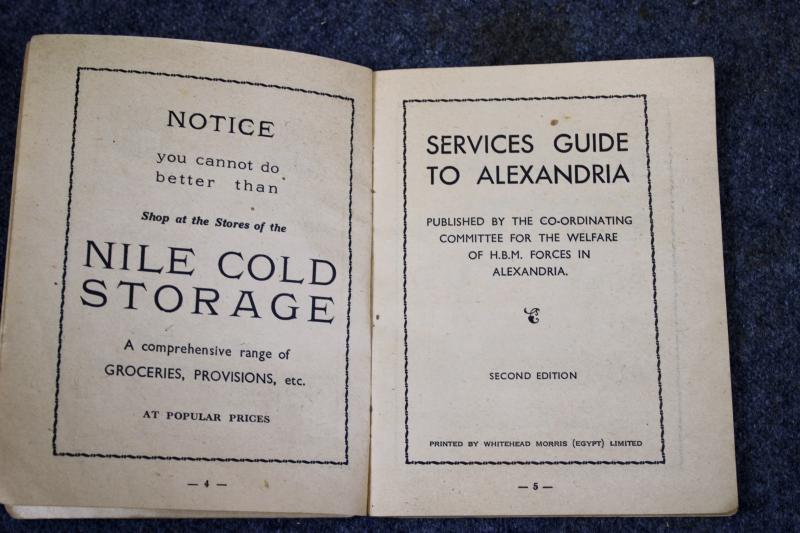 NOTICE
you cannot do
better than
Shop at the Stores of the
NILE COLD
STORAGE
A comprehensive range of
GROCERIES, PROVISIONS, etc.
AT POPULAR PRICES
— 4 —
SERVICES GUIDE
TO ALEXANDRIA
PUBLISHED BY THE CO-ORDINATING
COMMITTEE FOR THE WELFARE
OF H.B.M. FORCES IN
ALEXANDRIA.
SECOND EDITION
PRINTED BY WHITEHEAD MORRIS (EGYPT) LIMITED
— 5 —